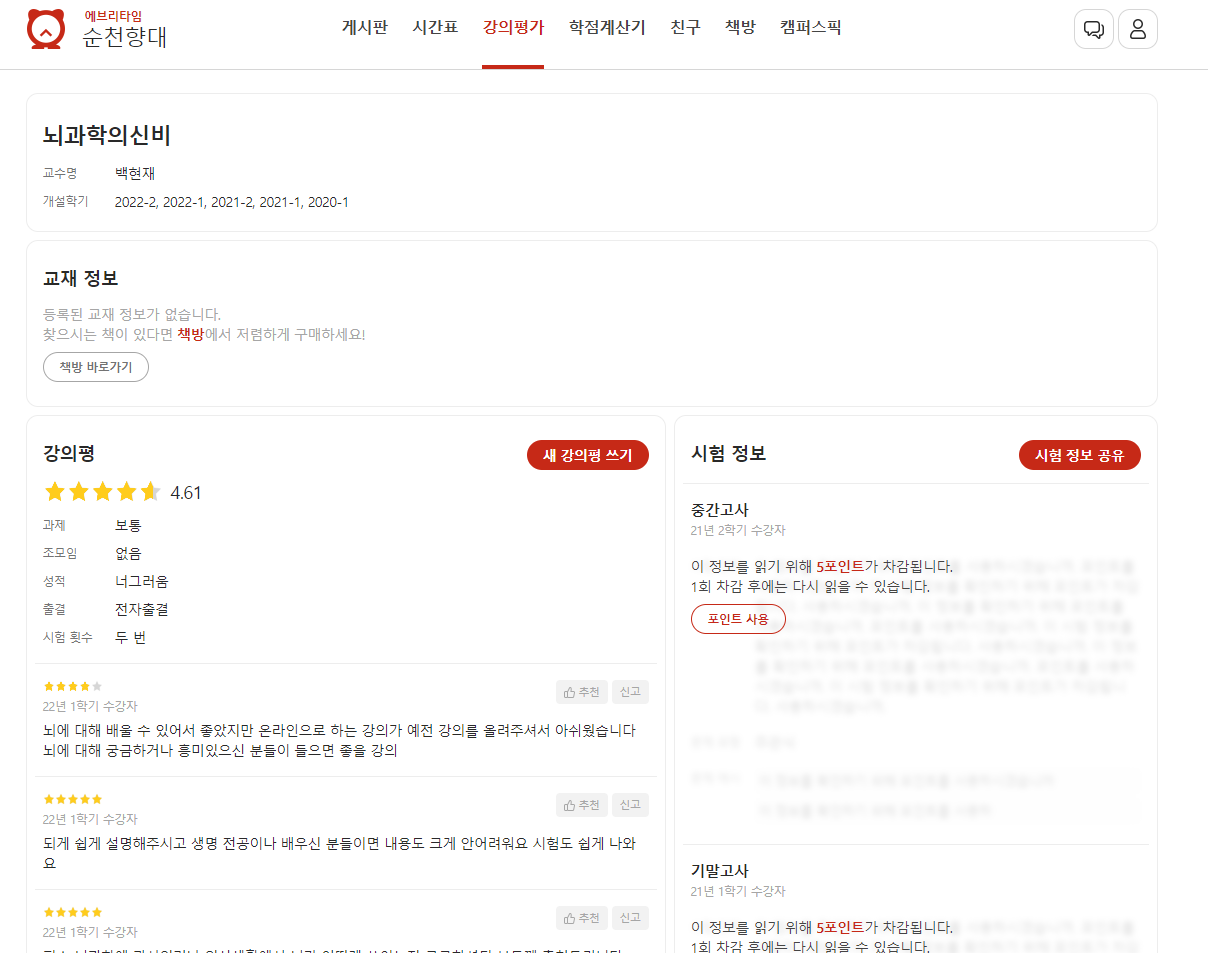 에브리타임
순천향대
게시판 시간표 강의평가 학점계산기 친구 책방 캠퍼스픽
뇌과학의신비
교수명 백현재
개설학기 2022-2, 2022-1, 2021-2, 2021-1, 2020-1
교재 정보
등록된 교재 정보가 없습니다.
찾으시는 책이 있다면 책방에서 저렴하게 구매하세요!
책방 바로가기
강의평
새 강의평 쓰기
4.61
과제 보통
조모임 없음
성적 너그러움
출결 전자출결
시험 횟수 두 번
추천 신고
22년 1학기 수강자
뇌에 대해 배울 수 있어서 좋았지만 온라인으로 하는 강의가 예전 강의를 올려주셔서 아쉬웠습니다
뇌에 대해 궁금하거나 흥미있으신 분들이 들으면 좋을 강의
추천 신고
22년 1학기 수강자
되게 쉽게 설명해주시고 생명 전공이나 배우신 분들이면 내용도 크게 안어려워요 시험도 쉽게 나와
요
추천 신고
22년 1학기 수강자
시험 정보
시험 정보 공유
중간고사
21년 2학기 수강자
이 정보를 읽기 위해 5포인트가 차감됩니다.
1회 차감 후에는 다시 읽을 수 있습니다.
포인트 사용
기말고사
21년 1학기 수강자
이 정보를 읽기 위해 5포인트가 차감됩니다.
1회 차감 후에는 다시 읽을 수 있습니다.